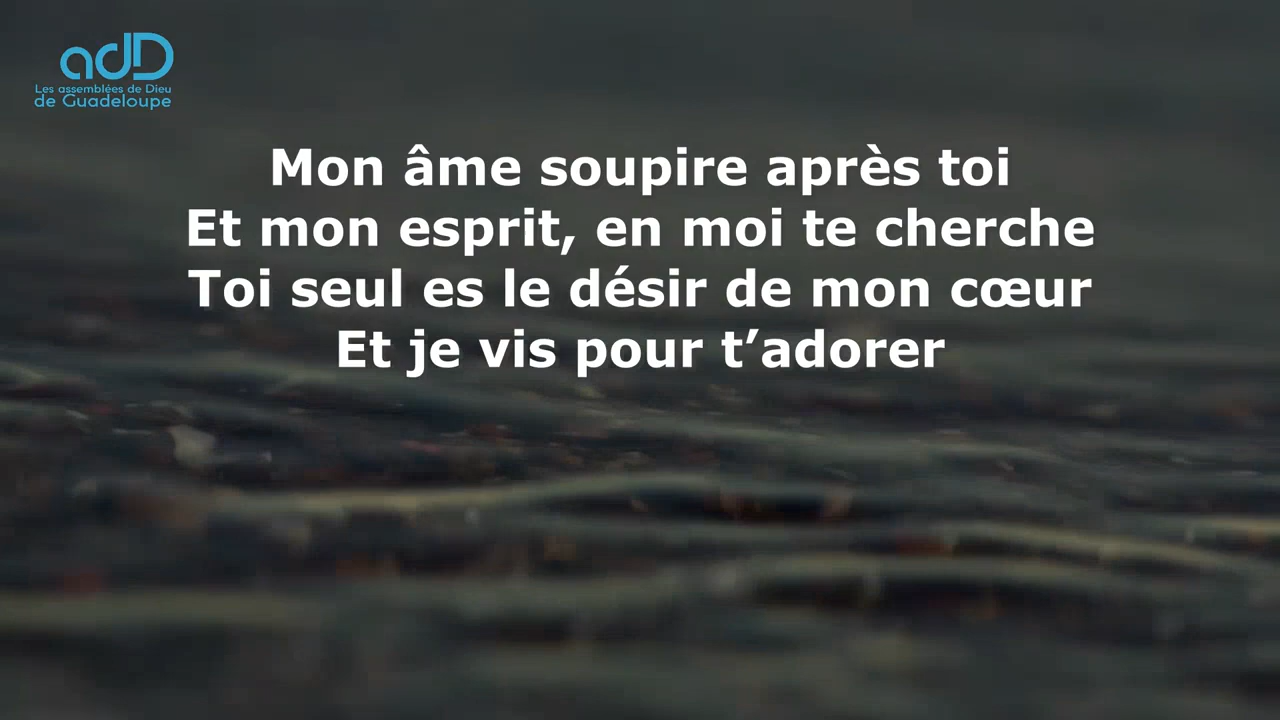 adD
Les assemblées de Dieu
de Guadeloupe
Mon âme soupire après toi
Et mon esprit, en moi te cherche
Toi seul es le désir de mon cœur
Et je vis pour t’adorer